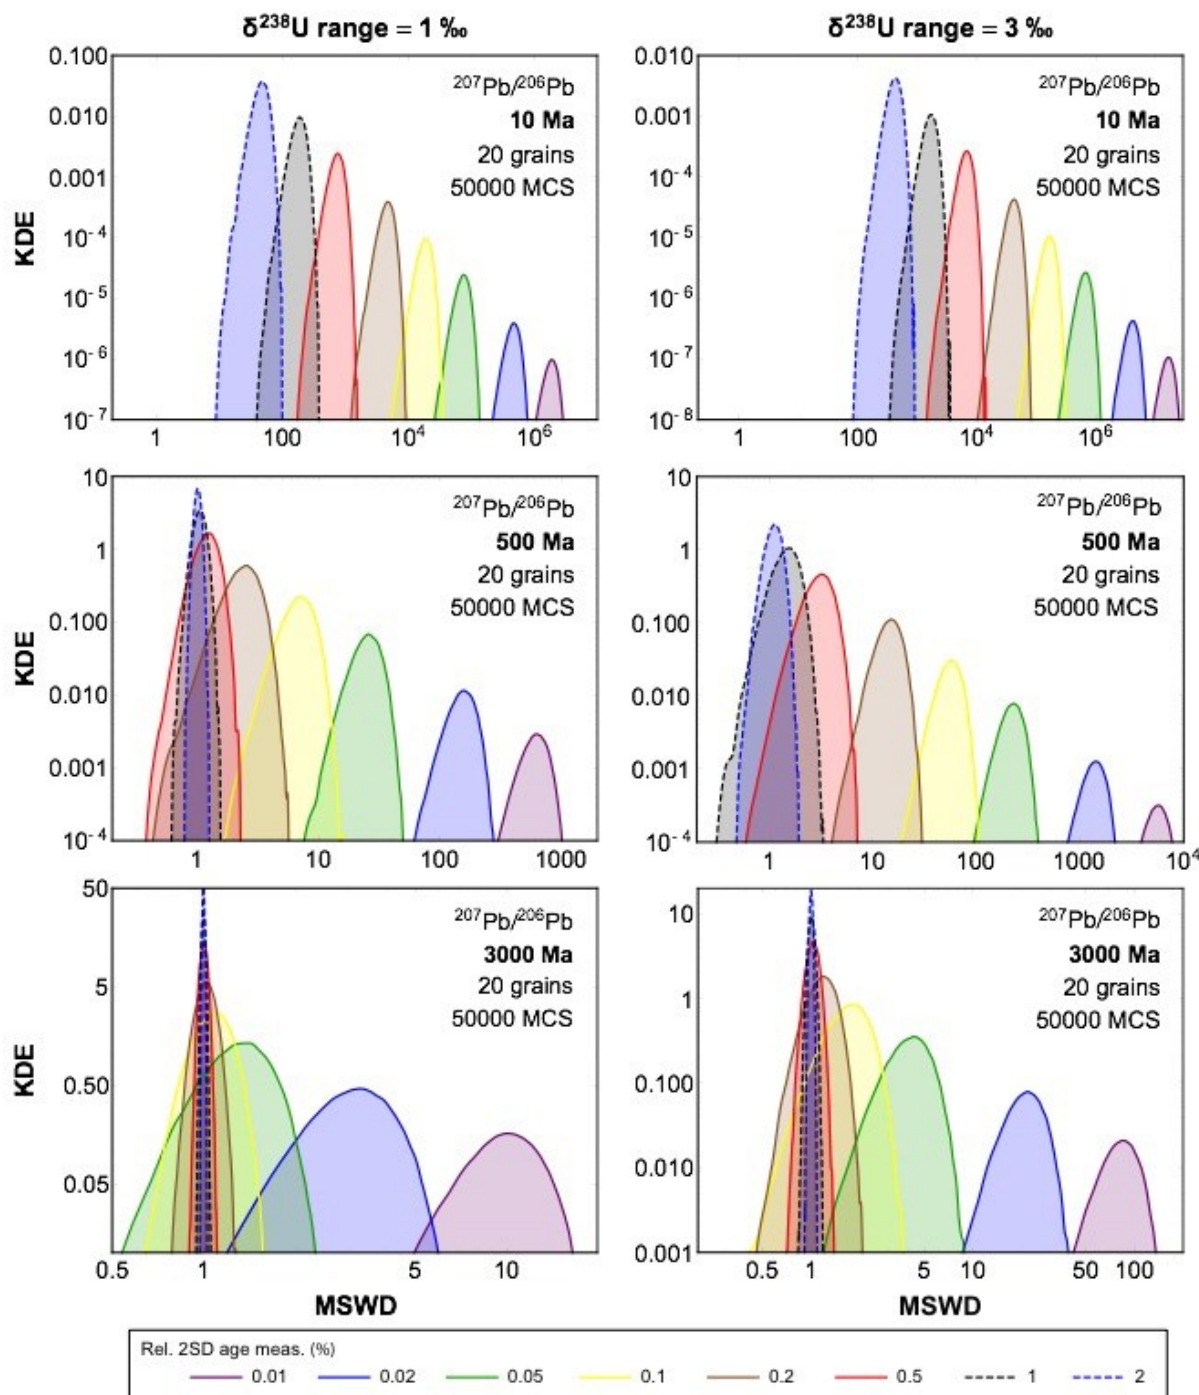 δ²³⁸U range = 1 ‰
δ²³⁸U range = 3 ‰
0.100
0.010
0.001
10⁻⁴
10⁻⁵
10⁻⁶
10⁻⁷
KDE
²⁰⁷Pb/²⁰⁶Pb
10 Ma
20 grains
50000 MCS
1
100
10⁴
10⁶
0.010
0.001
10⁻⁴
10⁻⁵
10⁻⁶
10⁻⁷
10⁻⁸
²⁰⁷Pb/²⁰⁶Pb
10 Ma
20 grains
50000 MCS
1
100
10⁴
10⁶
10
1
0.100
0.010
0.001
10⁻⁴
KDE
²⁰⁷Pb/²⁰⁶Pb
500 Ma
20 grains
50000 MCS
1
10
100
1000
10
1
0.100
0.010
0.001
10⁻⁴
²⁰⁷Pb/²⁰⁶Pb
500 Ma
20 grains
50000 MCS
1
10
100
1000
10⁴
50
5
0.50
0.05
KDE
²⁰⁷Pb/²⁰⁶Pb
3000 Ma
20 grains
50000 MCS
0.5
1
5
10
MSWD
10
1
0.100
0.010
0.001
²⁰⁷Pb/²⁰⁶Pb
3000 Ma
20 grains
50000 MCS
0.5
1
5
10
50
100
MSWD
Rel. 2SD age meas. (%)
0.01
0.02
0.05
0.1
0.2
0.5
1
2